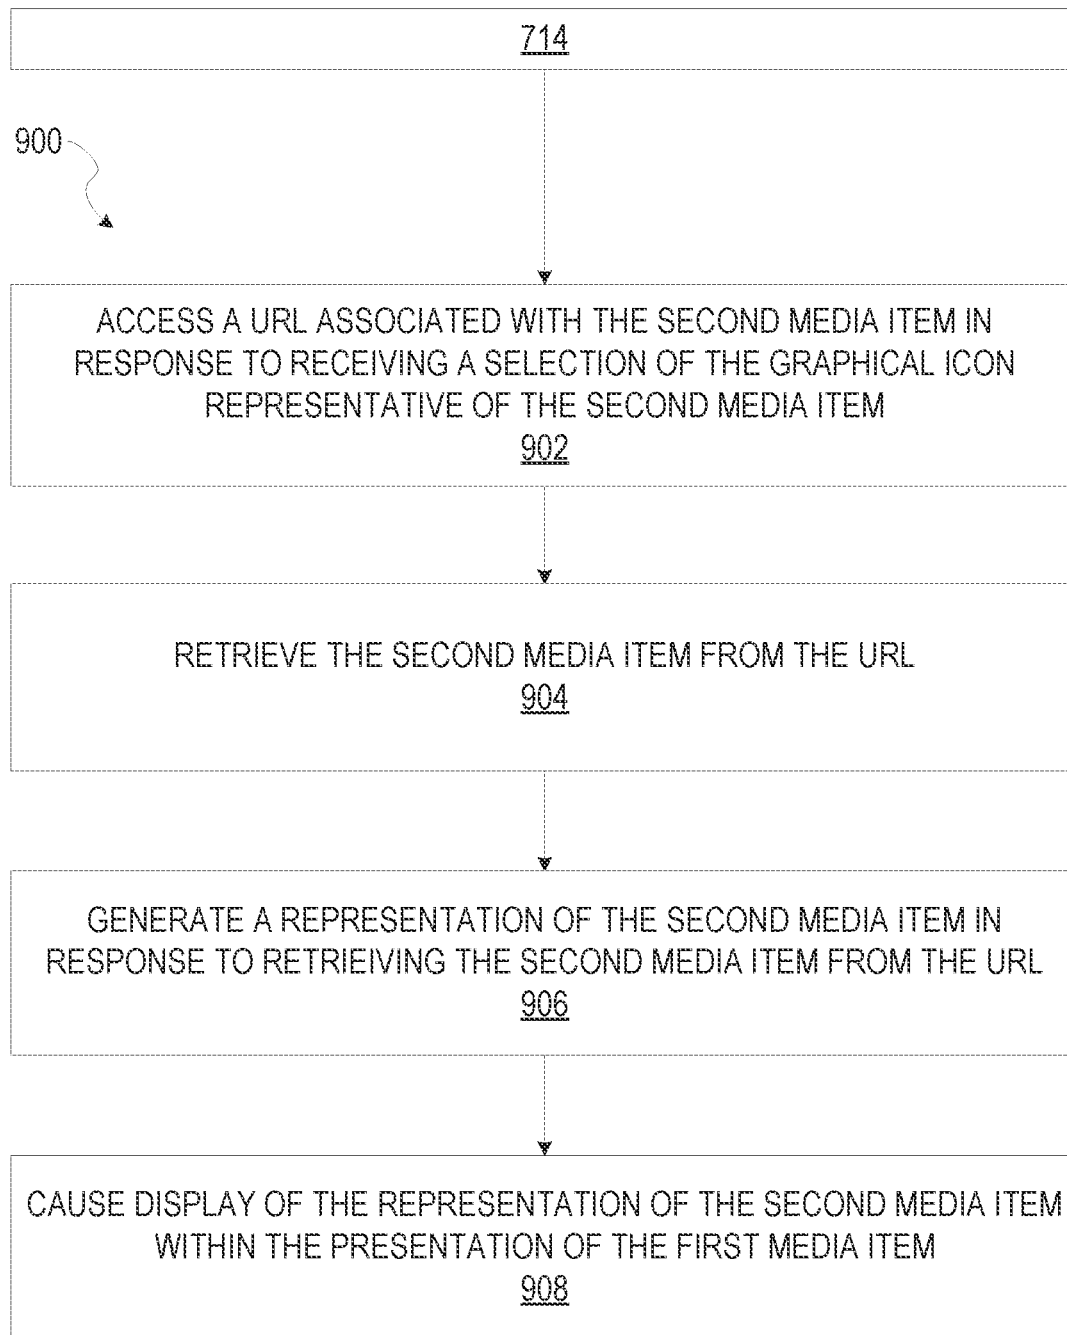 714
900
ACCESS A URL ASSOCIATED WITH THE SECOND MEDIA ITEM IN
RESPONSE TO RECEIVING A SELECTION OF THE GRAPHICAL ICON
REPRESENTATIVE OF THE SECOND MEDIA ITEM
902
RETRIEVE THE SECOND MEDIA ITEM FROM THE URL
904
GENERATE A REPRESENTATION OF THE SECOND MEDIA ITEM IN
RESPONSE TO RETRIEIVING THE SECOND MEDIA ITEM FROM THE URL
906
CAUSE DISPLAY OF THE REPRESENTATION OF THE SECOND MEDIA ITEM
WITHIN THE PRESENTATION OF THE FIRST MEDIA ITEM
908